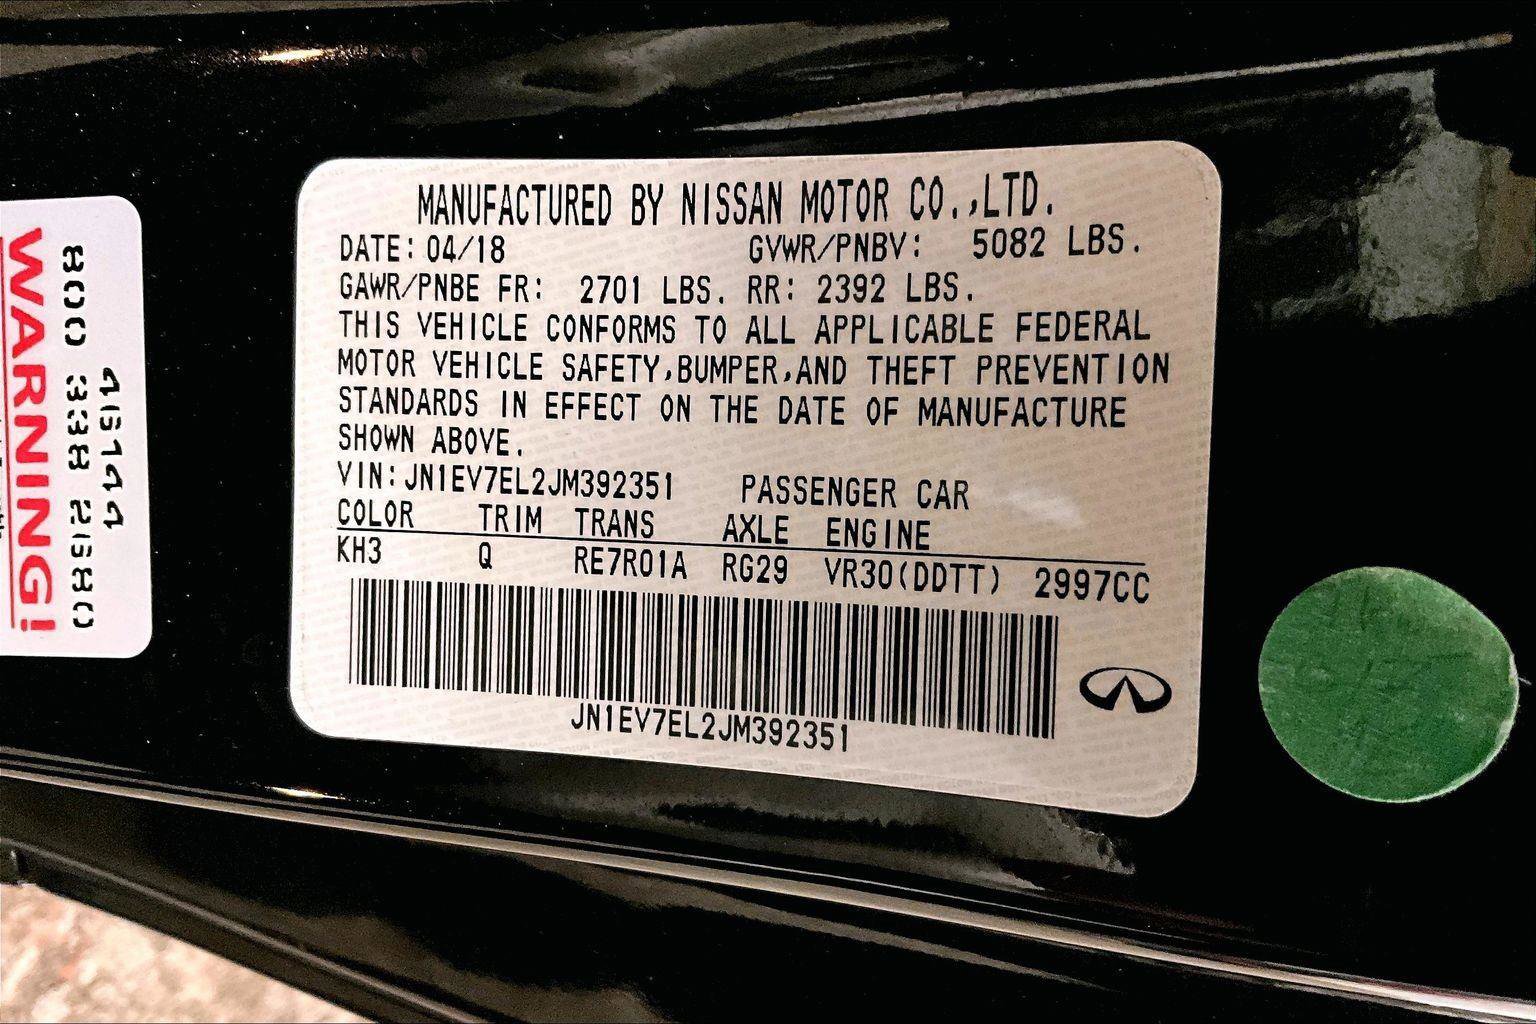 MANUFACTURED BY NISSAN MOTOR CO.,LTD.
DATE: 04/18 GVWR/PNBV: 5082 LBS.
GAWR/PNBE FR: 2701 LBS. RR: 2392 LBS.
THIS VEHICLE CONFORMS TO ALL APPLICABLE FEDERAL
MOTOR VEHICLE SAFETY,BUMPER,AND THEFT PREVENTION
STANDARDS IN EFFECT ON THE DATE OF MANUFACTURE
SHOWN ABOVE.
VIN: JN1EV7EL2JM392351 PASSENGER CAR
COLOR TRIM TRANS AXLE ENGINE
KH3 Q RE7R01A RG29 VR30(DDTT) 2997CC
JN1EV7EL2JM392351
46144
800 338 2680
WARNING!